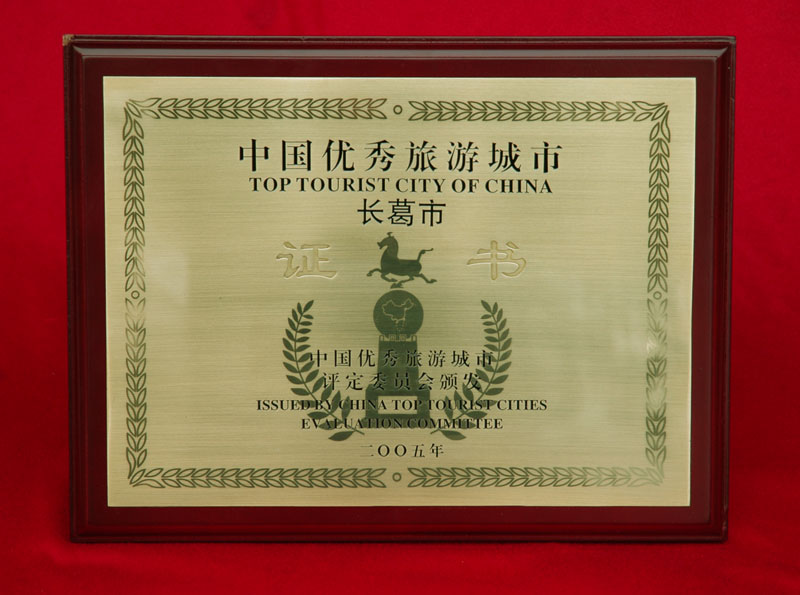 中国优秀旅游城市
TOP TOURIST CITY OF CHINA
长葛市
证 书
中国优秀旅游城市
评定委员会颁发
ISSUED BY CHINA TOP TOURIST CITIES
EVALUATION COMMITTEE
二OO五年